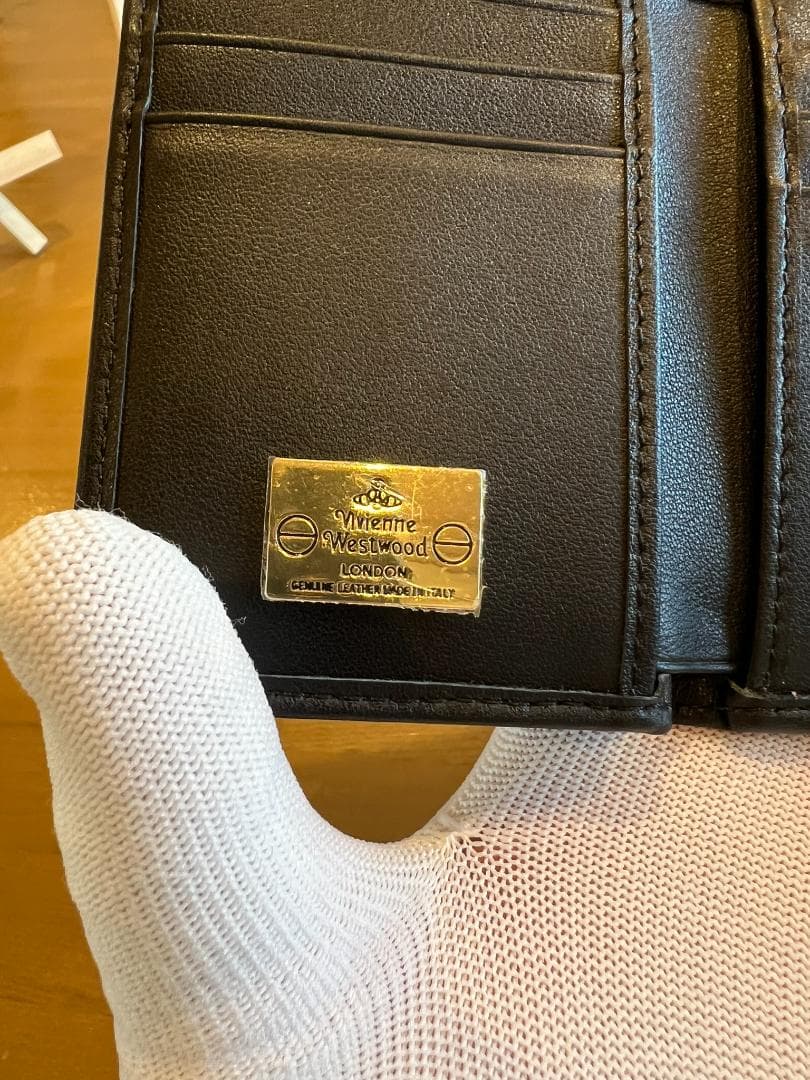 Vivienne
Westwood
LONDON
GENUINE LEATHER MADE IN ITALY